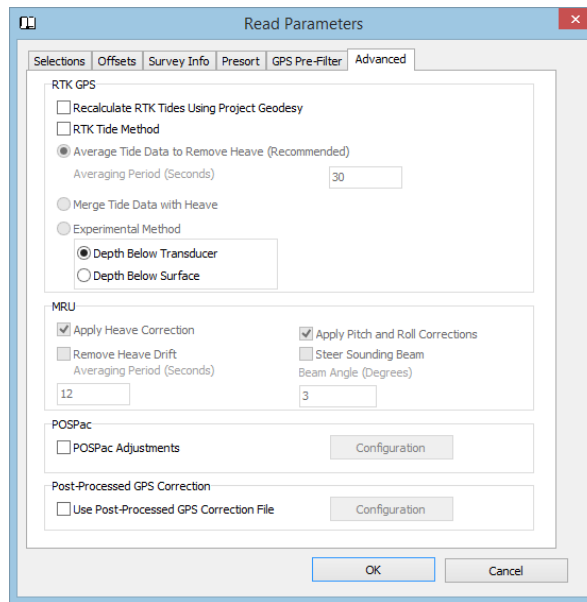 Read Parameters
Selections Offsets Survey Info Presort GPS Pre-Filter Advanced
RTK GPS
Recalculate RTK Tides Using Project Geodesy
RTK Tide Method
Average Tide Data to Remove Heave (Recommended)
Averaging Period (Seconds) 30
Merge Tide Data with Heave
Experimental Method
Depth Below Transducer
Depth Below Surface
MRU
Apply Heave Correction Apply Pitch and Roll Corrections
Remove Heave Drift Steer Sounding Beam
Averaging Period (Seconds) Beam Angle (Degrees)
12 3
POSPac
POSPac Adjustments Configuration
Post-Processed GPS Correction
Use Post-Processed GPS Correction File Configuration
OK Cancel